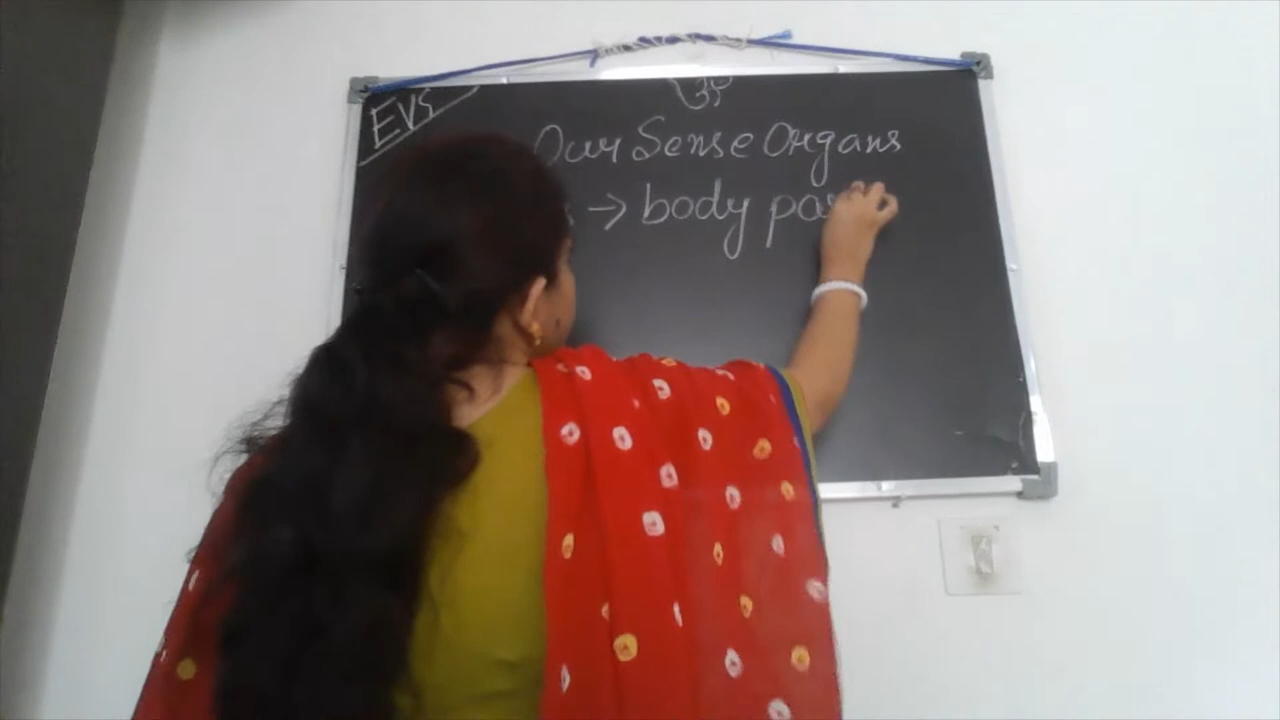 EVS
ॐ
Our Sense Organs
→ body